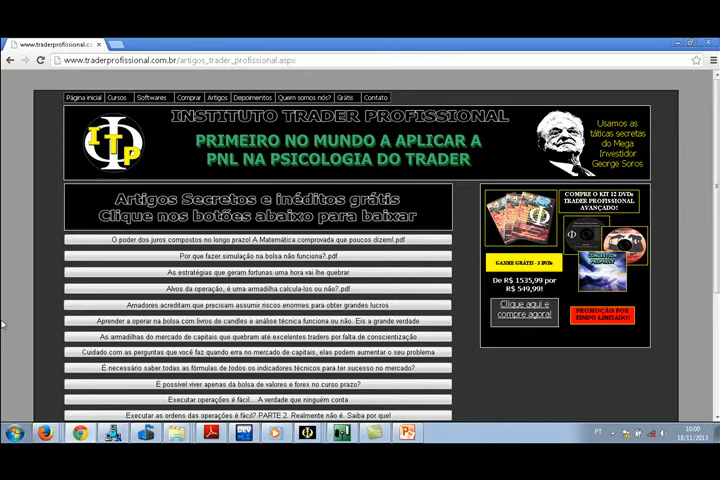 www.traderprofissional.co
www.traderprofissional.com.br/artigos_trader_profissional.aspx
Página inicial
Cursos
Softwares
Comprar
Artigos
Depoimentos
Quem somos nós?
Grátis
Contato
ITP
INSTITUTO TRADER PROFISSIONAL
PRIMEIRO NO MUNDO A APLICAR A
PNL NA PSICOLOGIA DO TRADER
Usamos as
táticas secretas
do Mega
Investidor
George Soros
Artigos Secretos e inéditos grátis
Clique nos botões abaixo para baixar
O poder dos juros compostos no longo prazo! A Matemática comprovada que poucos dizem!.pdf
Por que fazer simulação na bolsa não funciona?.pdf
As estratégias que geram fortunas uma hora vai lhe quebrar
Alvos da operação, é uma armadilha calcula-los ou não?.pdf
Amadores acreditam que precisam assumir riscos enormes para obter grandes lucros
Aprender a operar na bolsa com livros de candles e análise técnica funciona ou não. Eis a grande verdade
As armadilhas do mercado de capitais que quebram até excelentes traders por falta de conscientização
Cuidado com as perguntas que você faz quando erra no mercado de capitais, elas podem aumentar o seu problema
É necessário saber todas as fórmulas de todos os indicadores técnicos para ter sucesso no mercado?
É possível viver apenas da bolsa de valores e forex no curso prazo?
Executar operações é fácil... A verdade que ninguém conta
Executar as ordens das operações é fácil? PARTE 2. Realmente não é. Saiba por que!
COMPRE O KIT 12 DVDs
TRADER PROFISSIONAL
AVANÇADO!
GANHE GRÁTIS - 3 DVDs
CONGESTION
PROPHECY
De R$ 1535,99 por
R$ 549,99!
Clique aqui e
compre agora!
PROMOÇÃO POR
TEMPO LIMITADO!
DEV
PT
10:00
18/11/2013